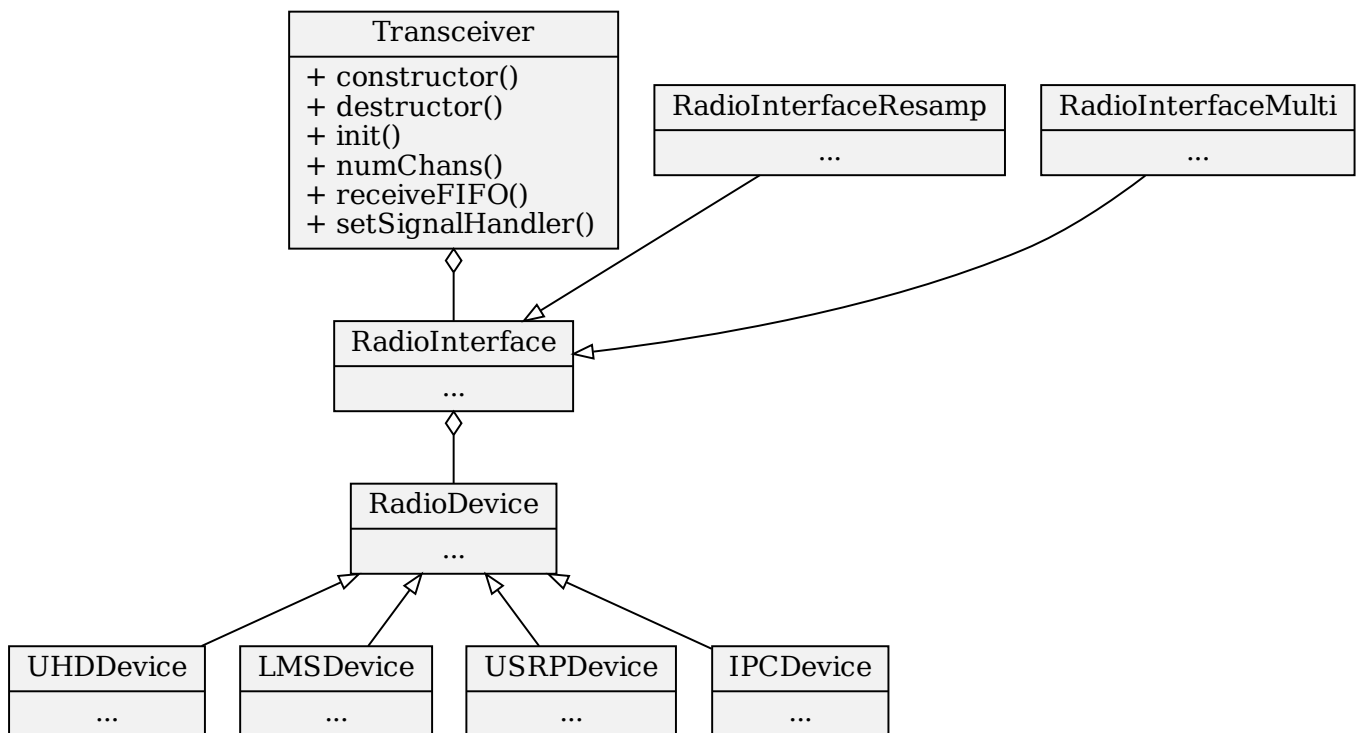 Transceiver
+ constructor()
+ destructor()
+ init()
+ numChans()
+ receiveFIFO()
+ setSignalHandler()
RadioInterfaceResamp
...
RadioInterfaceMulti
...
RadioInterface
...
RadioDevice
...
UHDDevice
...
LMSDevice
...
USRPDevice
...
IPCDevice
...